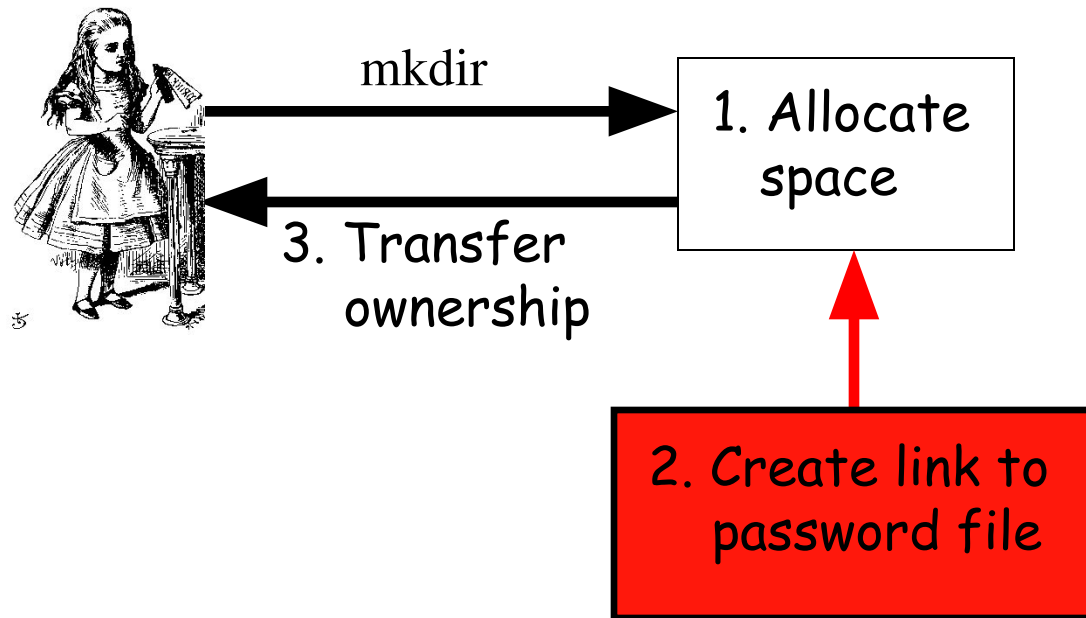 mkdir
1. Allocate
space
3. Transfer
ownership
2. Create link to
password file